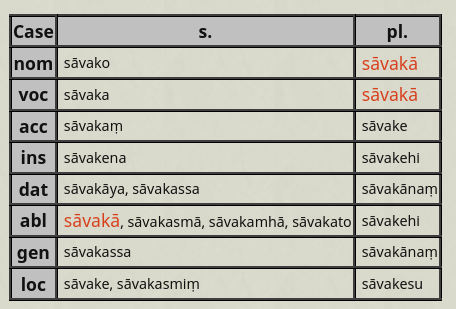 Case s. pl.
nom sāvako sāvakā
voc sāvaka sāvakā
acc sāvakaṃ sāvake
ins sāvakena sāvakehi
dat sāvakāya, sāvakassa sāvakānaṃ
abl sāvakā, sāvakasmā, sāvakamhā, sāvakato sāvakehi
gen sāvakassa sāvakānaṃ
loc sāvake, sāvakasmiṃ sāvakesu